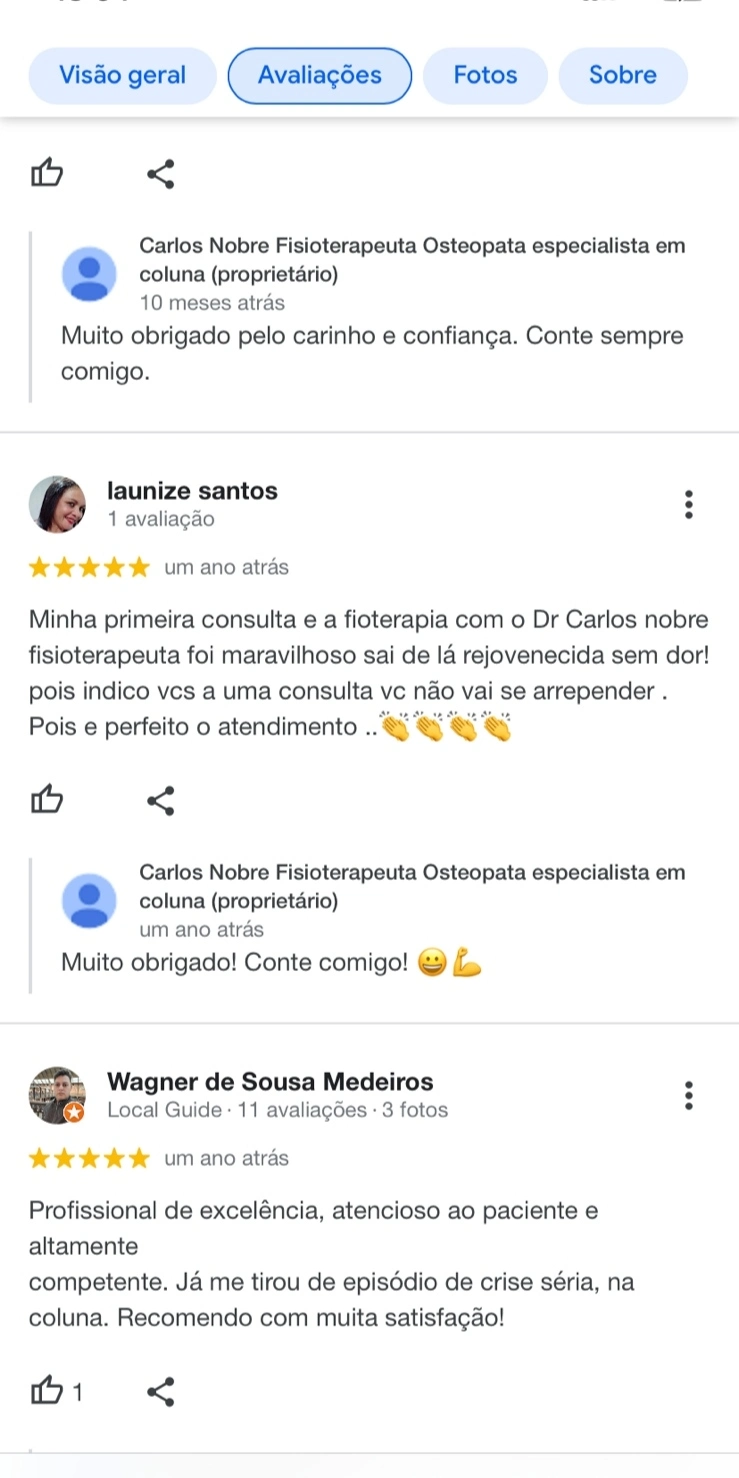 Visão geral
Avaliações
Fotos
Sobre
Carlos Nobre Fisioterapeuta Osteopata especialista em
coluna (proprietário)
10 meses atrás
Muito obrigado pelo carinho e confiança. Conte sempre
comigo.
launize santos
1 avaliação
um ano atrás
Minha primeira consulta e a fioterapia com o Dr Carlos nobre
fisioterapeuta foi maravilhoso sai de lá rejovenecida sem dor!
pois indico vcs a uma consulta vc não vai se arrepender .
Pois e perfeito o atendimento ..👏👏👏👏
Carlos Nobre Fisioterapeuta Osteopata especialista em
coluna (proprietário)
um ano atrás
Muito obrigado! Conte comigo! 😀💪
Wagner de Sousa Medeiros
Local Guide · 11 avaliações · 3 fotos
um ano atrás
Profissional de excelência, atencioso ao paciente e
altamente
competente. Já me tirou de episódio de crise séria, na
coluna. Recomendo com muita satisfação!
1